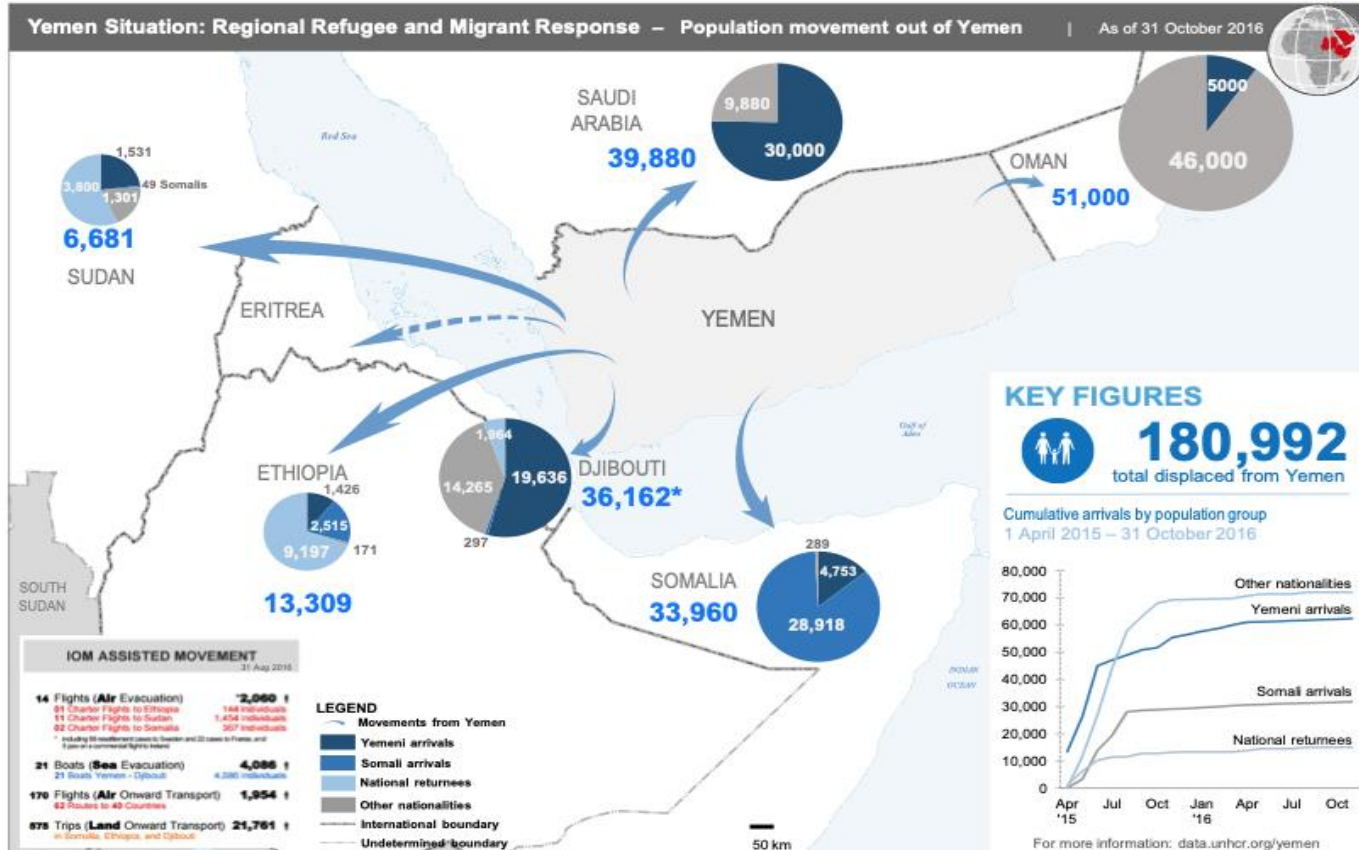 Yemen Situation: Regional Refugee and Migrant Response – Population movement out of Yemen | As of 31 October 2016
SAUDI
ARABIA
39,880
9,880
30,000
5000
46,000
OMAN
51,000
Red Sea
1,531
3,800
49 Somalis
1,301
6,681
SUDAN
ERITREA
YEMEN
ETHIOPIA
1,426
2,515
9,197
171
13,309
1,964
19,636
14,265
297
DJIBOUTI
36,162*
Gulf of
Aden
SOMALIA
33,960
289
4,753
28,918
INDIAN
OCEAN
SOUTH
SUDAN
KEY FIGURES
180,992
total displaced from Yemen
Cumulative arrivals by population group
1 April 2015 – 31 October 2016
80,000
70,000
60,000
50,000
40,000
30,000
20,000
10,000
0
Other nationalities
Yemeni arrivals
Somali arrivals
National returnees
Apr Jul Oct Jan Apr Jul Oct
'15 '16
For more information: data.unhcr.org/yemen
IOM ASSISTED MOVEMENT
31 Aug 2016
14 Flights (Air Evacuation) *2,060
01 Charter Flights to Ethiopia 144 individuals
11 Charter Flights to Sudan 1,454 individuals
02 Charter Flights to Somalia 367 individuals
21 Boats (Sea Evacuation) 4,086
21 Boats Yemen - Djibouti 4,086 individuals
170 Flights (Air Onward Transport) 1,954
62 Routes to 40 Countries
575 Trips (Land Onward Transport) 21,761
in Somalia, Ethiopia, and Djibouti
LEGEND
Movements from Yemen
Yemeni arrivals
Somali arrivals
National returnees
Other nationalities
International boundary
Undetermined boundary
50 km